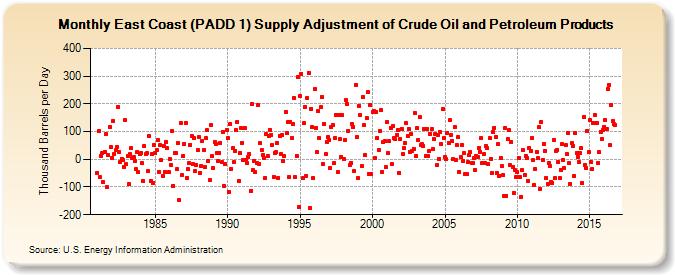 Monthly East Coast (PADD 1) Supply Adjustment of Crude Oil and Petroleum Products
Thousand Barrels per Day
400
300
200
100
0
-100
-200
1985 1990 1995 2000 2005 2010 2015
Source: U.S. Energy Information Administration